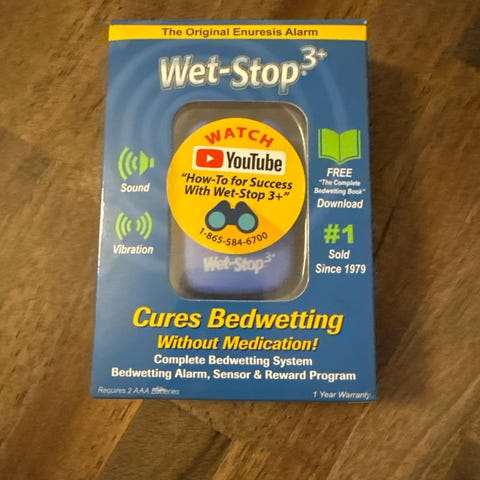 The Original Enuresis Alarm
Wet-Stop3+
WATCH
YouTube
"How-To for Success
With Wet-Stop 3+"
1-865-584-6700
Sound
Vibration
FREE
"The Complete
Bedwetting Book"
Download
#1
Sold
Since 1979
Wet-Stop3+
Cures Bedwetting
Without Medication!
Complete Bedwetting System
Bedwetting Alarm, Sensor & Reward Program
Requires 2 AAA Batteries
1 Year Warranty